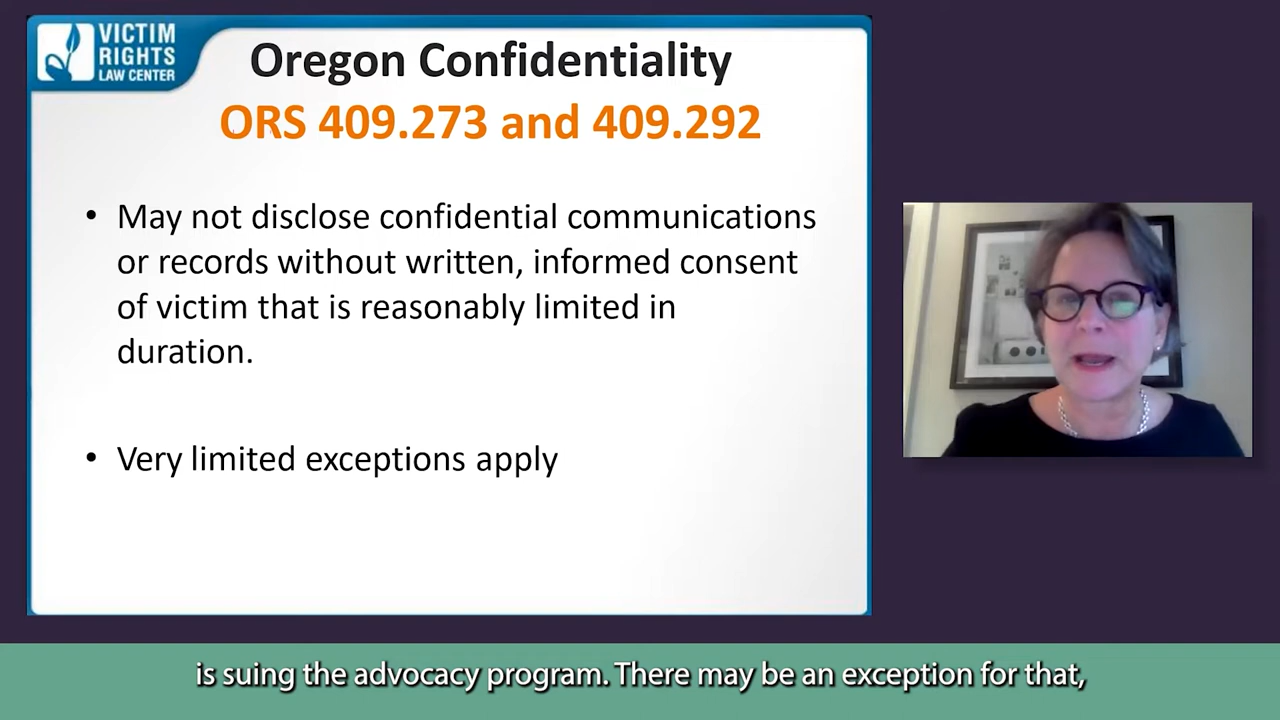 VICTIM
RIGHTS
LAW CENTER
Oregon Confidentiality
ORS 409.273 and 409.292
• May not disclose confidential communications
or records without written, informed consent
of victim that is reasonably limited in
duration.
• Very limited exceptions apply
is suing the advocacy program. There may be an exception for that,